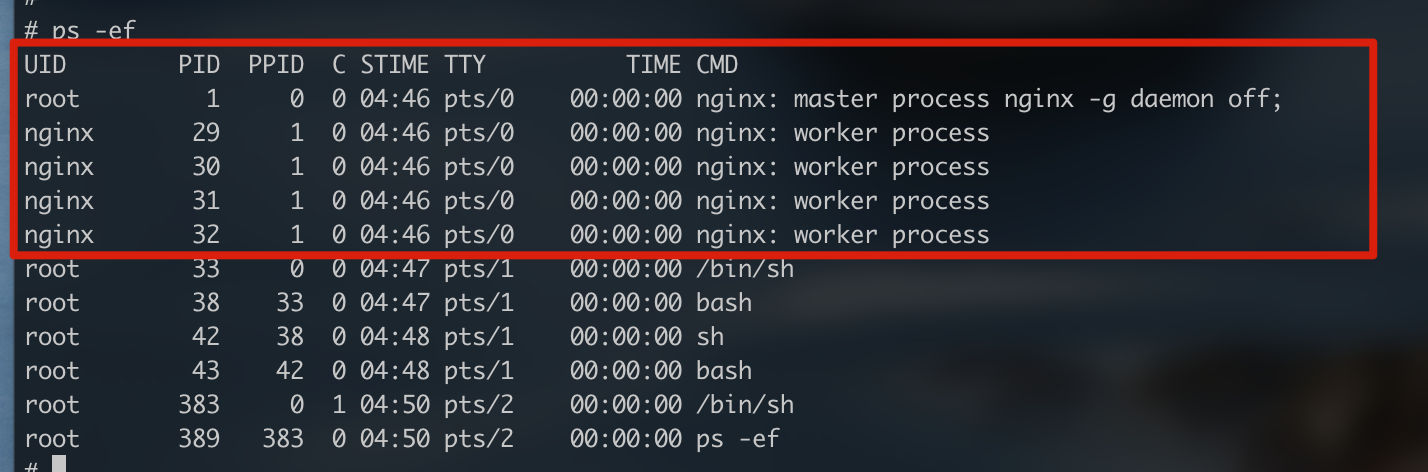 #
# ps -ef
UID PID PPID C STIME TTY TIME CMD
root 1 0 0 04:46 pts/0 00:00:00 nginx: master process nginx -g daemon off;
nginx 29 1 0 04:46 pts/0 00:00:00 nginx: worker process
nginx 30 1 0 04:46 pts/0 00:00:00 nginx: worker process
nginx 31 1 0 04:46 pts/0 00:00:00 nginx: worker process
nginx 32 1 0 04:46 pts/0 00:00:00 nginx: worker process
root 33 0 0 04:47 pts/1 00:00:00 /bin/sh
root 38 33 0 04:47 pts/1 00:00:00 bash
root 42 38 0 04:48 pts/1 00:00:00 sh
root 43 42 0 04:48 pts/1 00:00:00 bash
root 383 0 1 04:50 pts/2 00:00:00 /bin/sh
root 389 383 0 04:50 pts/2 00:00:00 ps -ef
#